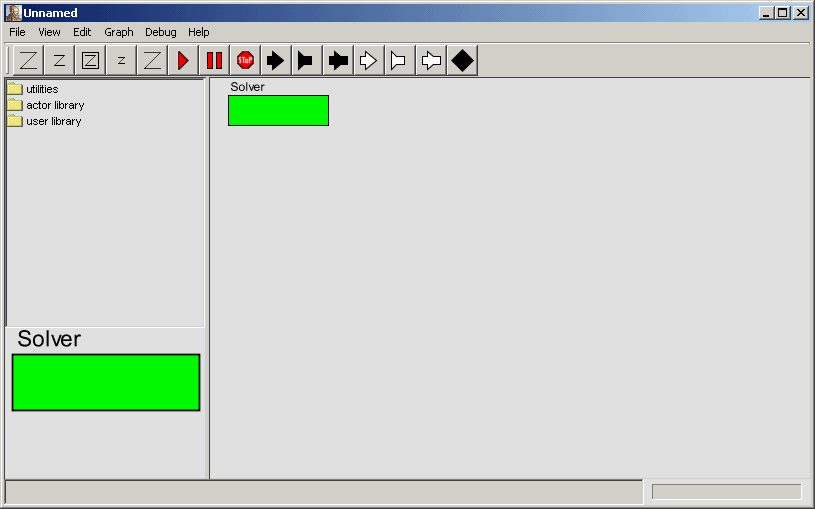 Unnamed
File View Edit Graph Debug Help
Z Z Z Z Z STOP
utilities
actor library
user library
Solver
Solver